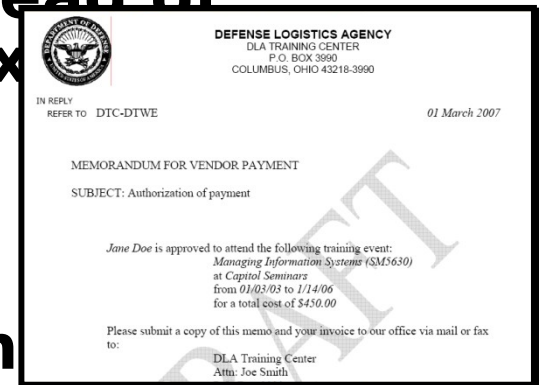 DEFENSE LOGISTICS AGENCY
DLA TRAINING CENTER
P.O. BOX 3990
COLUMBUS, OHIO 43218-3990
IN REPLY
REFER TO DTC-DTWE 01 March 2007
MEMORANDUM FOR VENDOR PAYMENT
SUBJECT: Authorization of payment
Jane Doe is approved to attend the following training event:
Managing Information Systems (SM5630)
at Capitol Seminars
from 01/03/03 to 1/14/06
for a total cost of $450.00
Please submit a copy of this memo and your invoice to our office via mail or fax
to:
DLA Training Center
Attn: Joe Smith
DRAFT